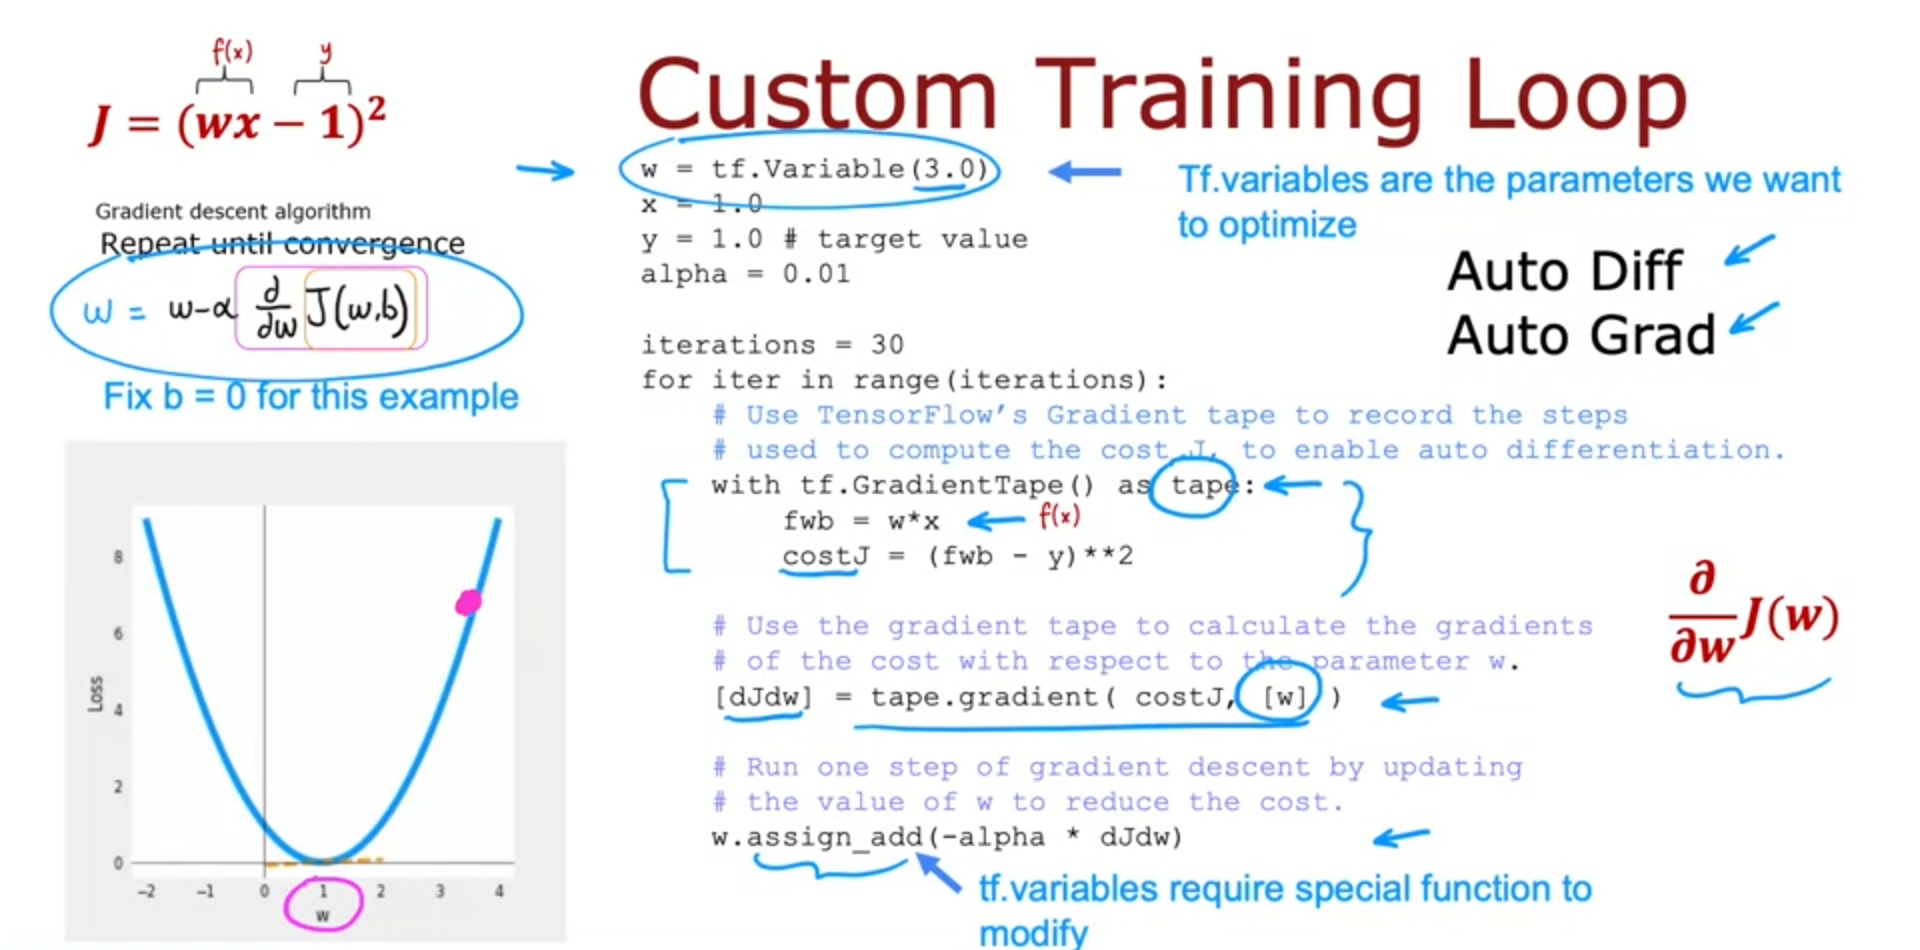 f(x) y
J = (wx − 1)²
Gradient descent algorithm
Repeat until convergence
w = w-α ∂/∂w J(w,b)
Fix b = 0 for this example
Loss
8
6
4
2
0
−2 −1 0 1 2 3 4
w
Custom Training Loop
w = tf.Variable(3.0)
x = 1.0
y = 1.0 # target value
alpha = 0.01
Tf.variables are the parameters we want
to optimize
Auto Diff
Auto Grad
iterations = 30
for iter in range(iterations):
# Use TensorFlow’s Gradient tape to record the steps
# used to compute the cost J, to enable auto differentiation.
with tf.GradientTape() as tape:
fwb = w*x f(x)
costJ = (fwb - y)**2
# Use the gradient tape to calculate the gradients
# of the cost with respect to the parameter w.
[dJdw] = tape.gradient( costJ, [w] )
∂/∂w J(w)
# Run one step of gradient descent by updating
# the value of w to reduce the cost.
w.assign_add(-alpha * dJdw)
tf.variables require special function to
modify